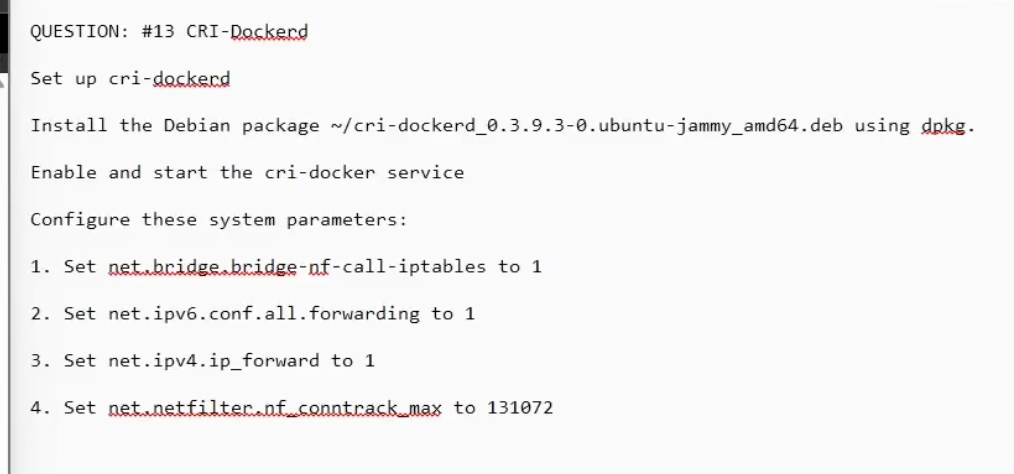 QUESTION: #13 CRI-Dockerd
Set up cri-dockerd
Install the Debian package ~/cri-dockerd_0.3.9.3-0.ubuntu-jammy_amd64.deb using dpkg.
Enable and start the cri-docker service
Configure these system parameters:
1. Set net.bridge.bridge-nf-call-iptables to 1
2. Set net.ipv6.conf.all.forwarding to 1
3. Set net.ipv4.ip_forward to 1
4. Set net.netfilter.nf_conntrack_max to 131072